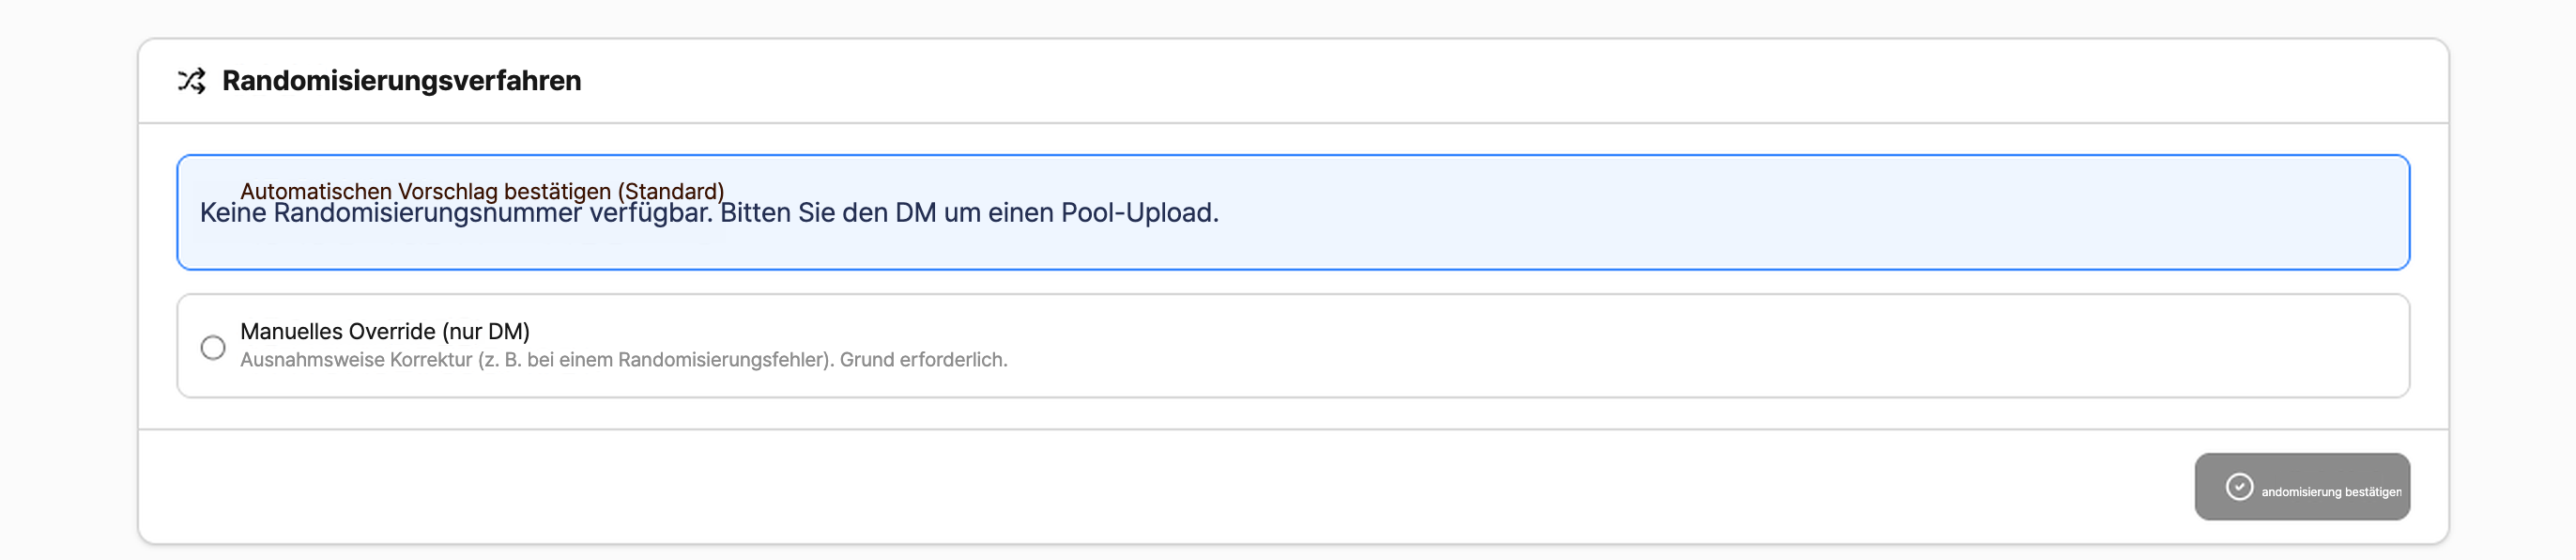 Randomisierungsverfahren
Automatischen Vorschlag bestätigen (Standard)
Keine Randomisierungsnummer verfügbar. Bitten Sie den DM um einen Pool-Upload.
Manuelles Override (nur DM)
Ausnahmsweise Korrektur (z. B. bei einem Randomisierungsfehler). Grund erforderlich.
andomisierung bestätigen